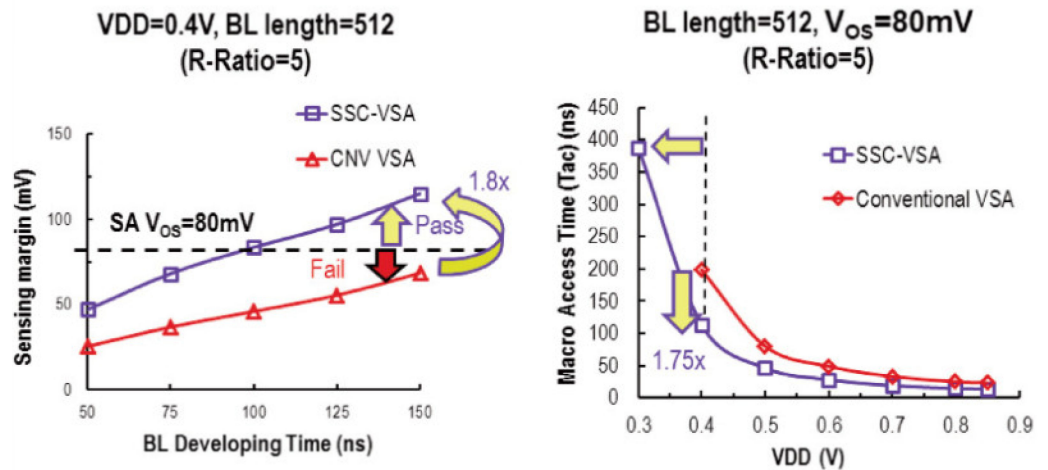 VDD=0.4V, BL length=512
(R-Ratio=5)
SSC-VSA
CNV VSA
150
100
50
0
Sensing margin (mV)
SA VOS=80mV
1.8x
Pass
Fail
50 75 100 125 150
BL Developing Time (ns)
BL length=512, VOS=80mV
(R-Ratio=5)
450
400
350
300
250
200
150
100
50
0
Macro Access Time (Tac) (ns)
SSC-VSA
Conventional VSA
1.75x
0.3 0.4 0.5 0.6 0.7 0.8 0.9
VDD (V)